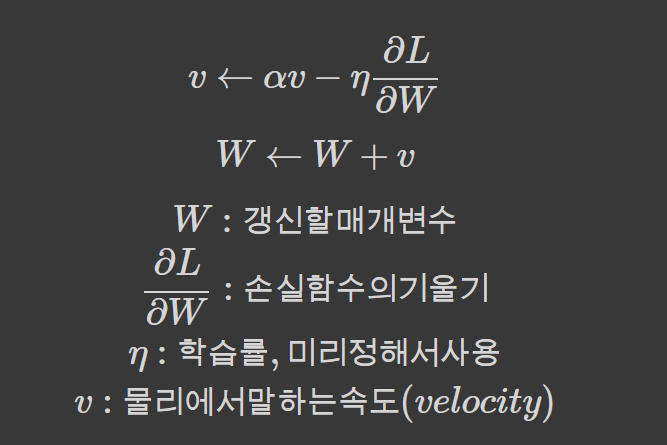 v ← αv − η ∂L/∂W
W ← W + v
W : 갱신할매개변수
∂L/∂W : 손실함수의기울기
η : 학습률, 미리정해서사용
v : 물리에서말하는속도(velocity)